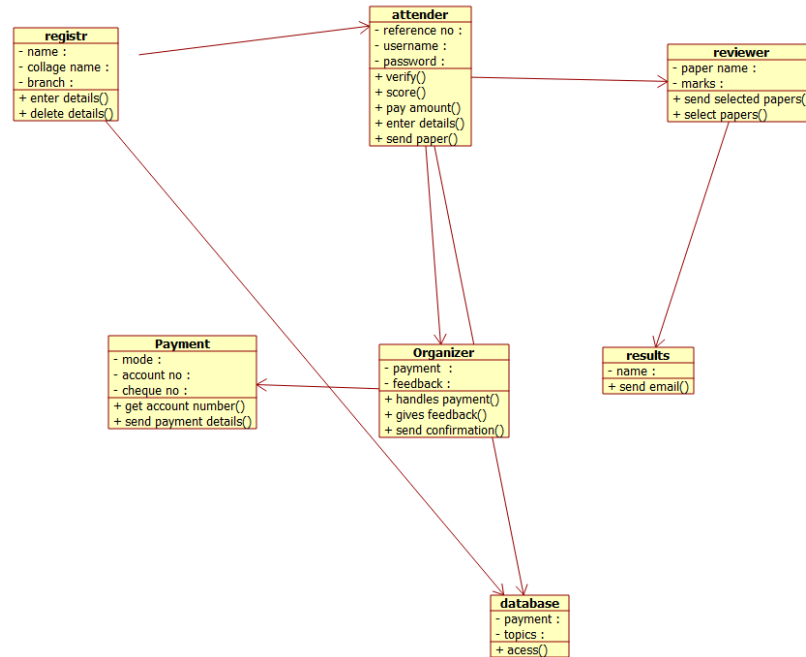 registr
- name :
- collage name :
- branch :
+ enter details()
+ delete details()
attender
- reference no :
- username :
- password :
+ verify()
+ score()
+ pay amount()
+ enter details()
+ send paper()
reviewer
- paper name :
- marks :
+ send selected papers()
+ select papers()
Payment
- mode :
- account no :
- cheque no :
+ get account number()
+ send payment details()
Organizer
- payment :
- feedback :
+ handles payment()
+ gives feedback()
+ send confirmation()
results
- name :
+ send email()
database
- payment :
- topics :
+ acess()